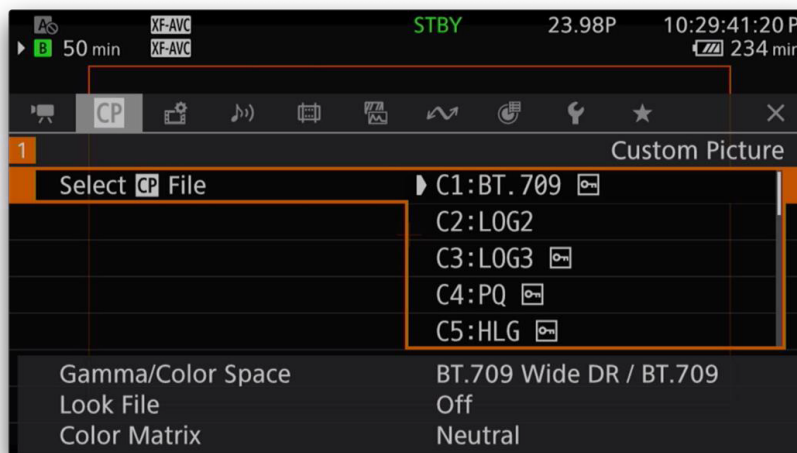 A XF-AVC STBY 23.98P 10:29:41:20 P
B 50 min XF-AVC 234 min
CP
1 Custom Picture
Select CP File C1:BT.709
C2:LOG2
C3:LOG3
C4:PQ
C5:HLG
Gamma/Color Space BT.709 Wide DR / BT.709
Look File Off
Color Matrix Neutral